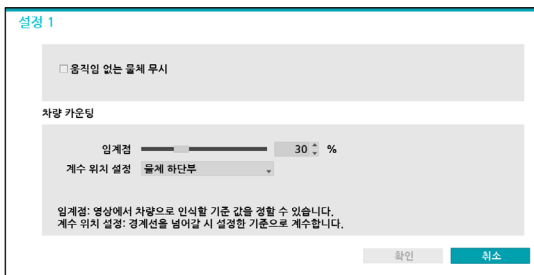 설정 1
움직임 없는 물체 무시
차량 카운팅
임계점 30 %
계수 위치 설정 물체 하단부
임계점: 영상에서 차량으로 인식할 기준 값을 정할 수 있습니다.
계수 위치 설정: 경계선을 넘어갈 시 설정한 기준으로 계수합니다.
확인 취소